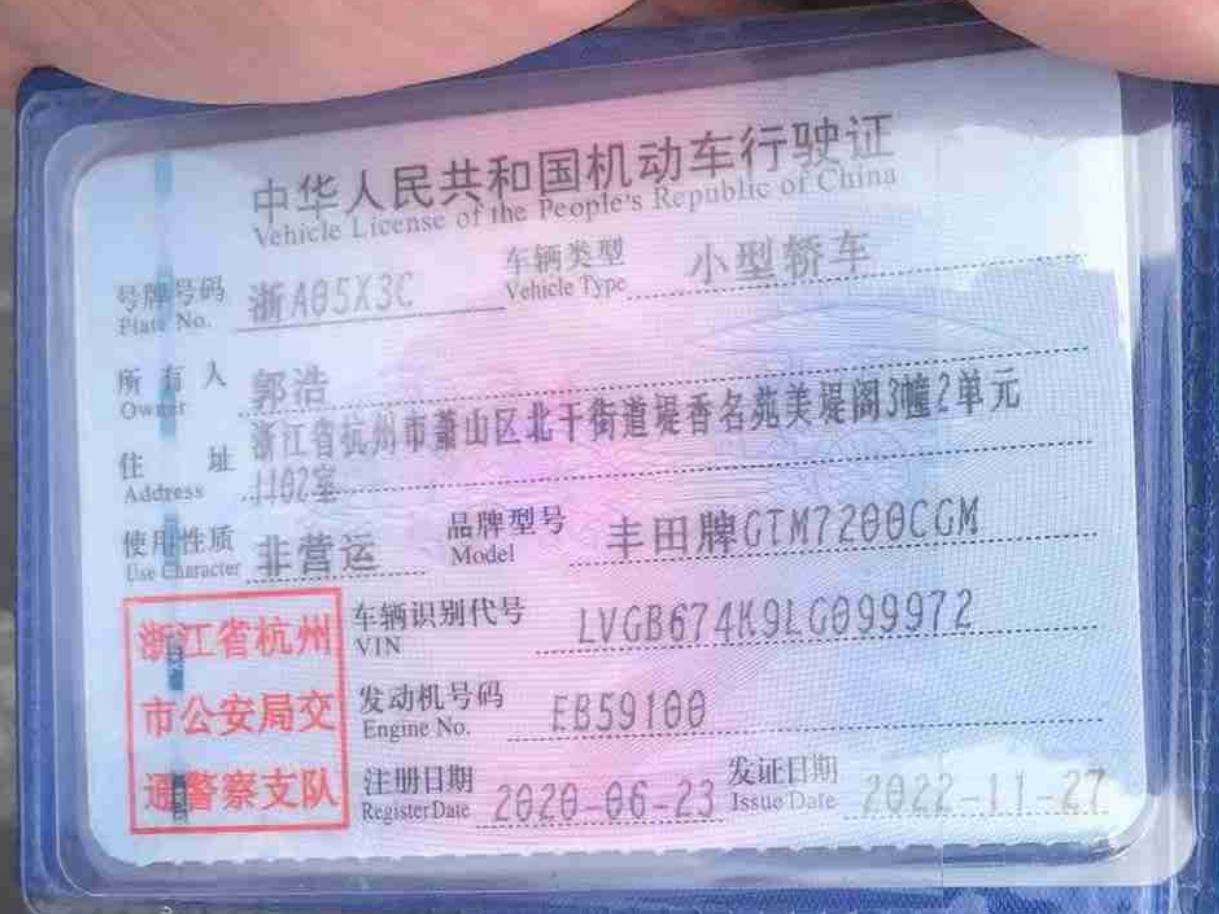 中华人民共和国机动车行驶证
Vehicle License of the People's Republic of China
号牌号码 浙A05X3C 车辆类型 小型轿车
Plate No. Vehicle Type
所有人 郭浩
Owner
住址 浙江省杭州市萧山区北干街道堤香名苑美堤阁3幢2单元
Address 1102室
使用性质 非营运 品牌型号 丰田牌GTM7200CGM
Use Character Model
浙江省杭州 车辆识别代号 LVGB674K9LG099972
VIN
市公安局交 发动机号码 EB59100
Engine No.
通警察支队 注册日期 2020-06-23 发证日期 2022-11-27
Register Date Issue Date